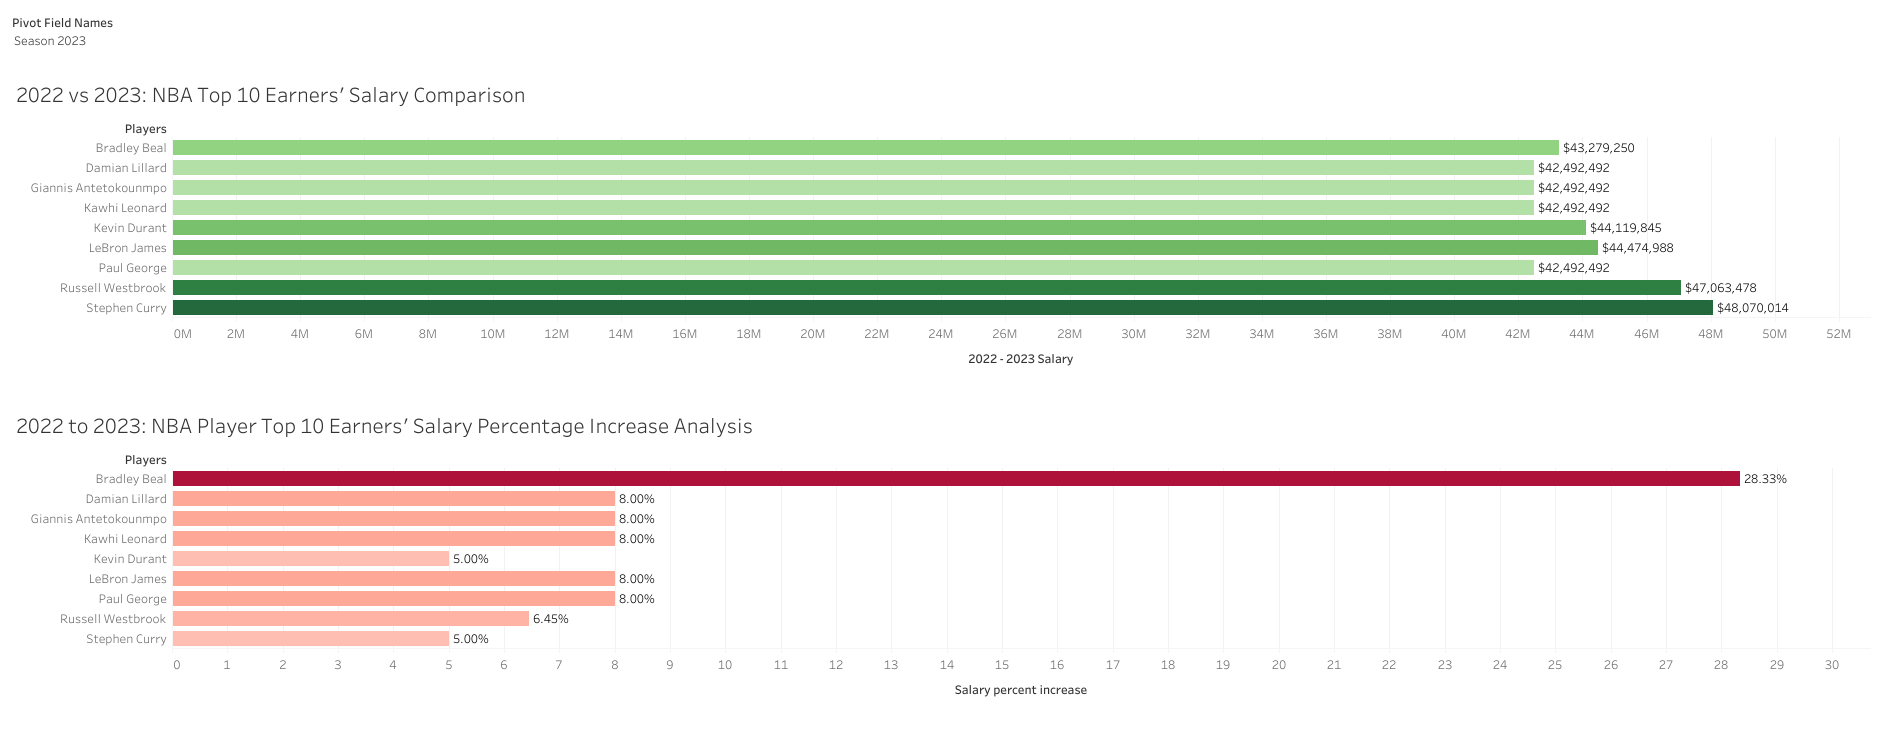 Pivot Field Names
Season 2023
2022 vs 2023: NBA Top 10 Earners’ Salary Comparison
Players
Bradley Beal $43,279,250
Damian Lillard $42,492,492
Giannis Antetokounmpo $42,492,492
Kawhi Leonard $42,492,492
Kevin Durant $44,119,845
LeBron James $44,474,988
Paul George $42,492,492
Russell Westbrook $47,063,478
Stephen Curry $48,070,014
0M 2M 4M 6M 8M 10M 12M 14M 16M 18M 20M 22M 24M 26M 28M 30M 32M 34M 36M 38M 40M 42M 44M 46M 48M 50M 52M
2022 - 2023 Salary
2022 to 2023: NBA Player Top 10 Earners’ Salary Percentage Increase Analysis
Players
Bradley Beal 28.33%
Damian Lillard 8.00%
Giannis Antetokounmpo 8.00%
Kawhi Leonard 8.00%
Kevin Durant 5.00%
LeBron James 8.00%
Paul George 8.00%
Russell Westbrook 6.45%
Stephen Curry 5.00%
0 1 2 3 4 5 6 7 8 9 10 11 12 13 14 15 16 17 18 19 20 21 22 23 24 25 26 27 28 29 30
Salary percent increase